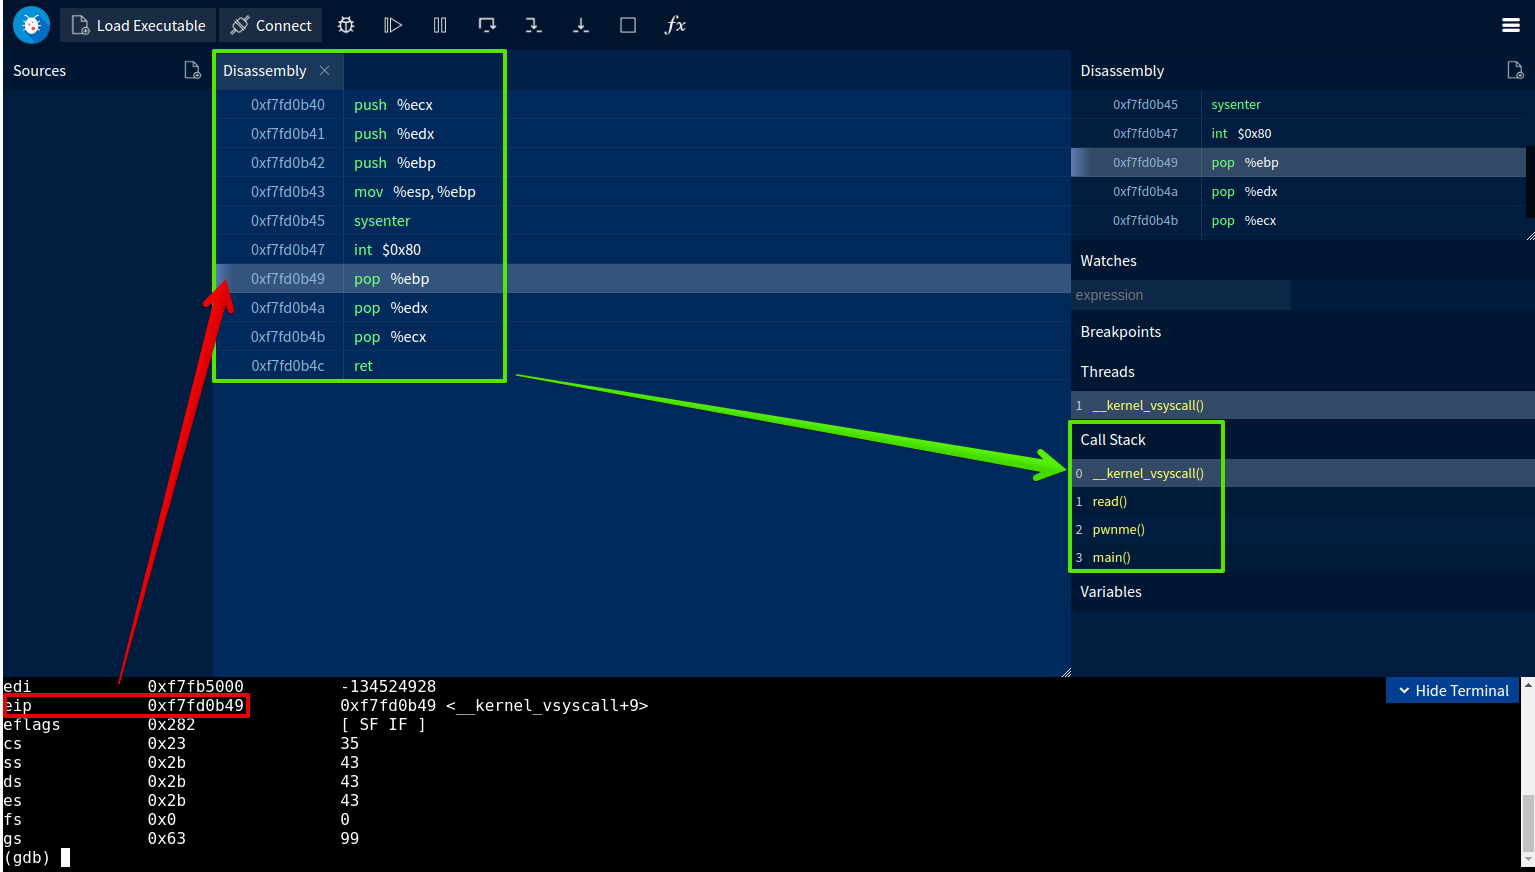 Load Executable
Connect
fx
Sources
Disassembly
0xf7fd0b40 push %ecx
0xf7fd0b41 push %edx
0xf7fd0b42 push %ebp
0xf7fd0b43 mov %esp, %ebp
0xf7fd0b45 sysenter
0xf7fd0b47 int $0x80
0xf7fd0b49 pop %ebp
0xf7fd0b4a pop %edx
0xf7fd0b4b pop %ecx
0xf7fd0b4c ret
Disassembly
0xf7fd0b45 sysenter
0xf7fd0b47 int $0x80
0xf7fd0b49 pop %ebp
0xf7fd0b4a pop %edx
0xf7fd0b4b pop %ecx
Watches
expression
Breakpoints
Threads
1 __kernel_vsyscall()
Call Stack
0 __kernel_vsyscall()
1 read()
2 pwnme()
3 main()
Variables
Hide Terminal
edi 0xf7fb5000 -134524928
eip 0xf7fd0b49 0xf7fd0b49 <__kernel_vsyscall+9>
eflags 0x282 [ SF IF ]
cs 0x23 35
ss 0x2b 43
ds 0x2b 43
es 0x2b 43
fs 0x0 0
gs 0x63 99
(gdb)